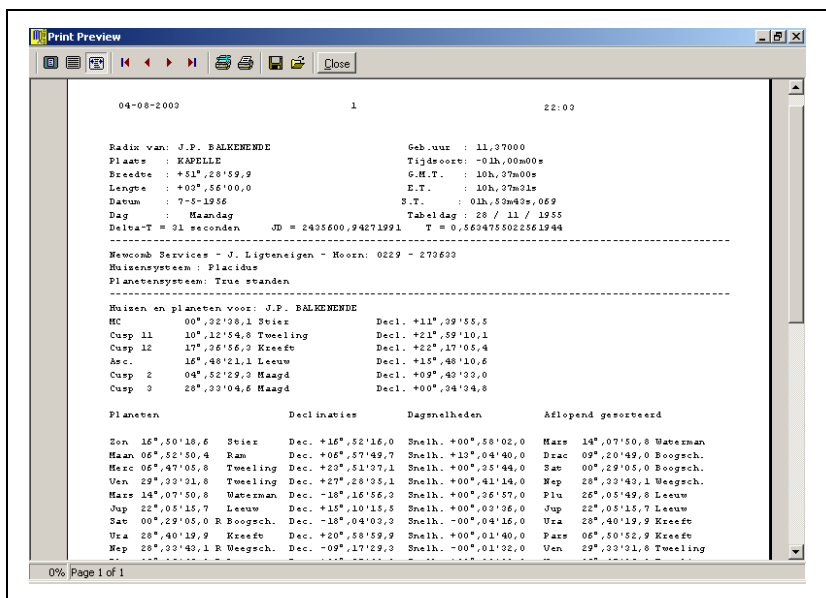 Print Preview
Close
04-08-2003 1 22:03
Radix van: J.P. BALKENENDE Geb.uur : 11,37000
Plaats : KAPELLE Tijdsoort: -01h,00m00s
Breedte : +51°,28'59,9 G.M.T. : 10h,37m00s
Lengte : +03°,56'00,0 E.T. : 10h,37m31s
Datum : 7-5-1956 S.T. : 01h,53m43s,069
Dag : Maandag Tabeldag : 28 / 11 / 1955
Delta-T = 31 seconden JD = 2435600,94271991 T = 0,5634755022561944
Newcomb Services - J. Ligteneigen - Hoorn: 0229 - 273633
Huizensysteem : Placidus
Planetensysteem: True standen
Huizen en planeten voor: J.P. BALKENENDE
MC 00°,32'38,1 Stier Decl. +11°,39'55,5
Cusp 11 10°,12'54,8 Tweeling Decl. +21°,59'10,1
Cusp 12 17°,36'56,3 Kreeft Decl. +22°,17'05,4
Asc. 16°,48'21,1 Leeuw Decl. +15°,48'10,6
Cusp 2 04°,52'29,3 Maagd Decl. +09°,43'33,0
Cusp 3 28°,33'04,6 Maagd Decl. +00°,34'34,8
Planeten Declinaties Dagsnelheden Aflopend gesorteerd
Zon 16°,50'18,6 Stier Dec. +16°,52'16,0 Snelh. +00°,58'02,0 Mars 14°,07'50,8 Waterman
Maan 06°,52'50,4 Ram Dec. +06°,57'49,7 Snelh. +13°,04'40,0 Drac 09°,20'49,0 Boogsch.
Merc 06°,47'05,8 Tweeling Dec. +23°,51'37,1 Snelh. +00°,35'44,0 Sat 00°,29'05,0 Boogsch.
Ven 29°,33'31,8 Tweeling Dec. +27°,28'35,1 Snelh. +00°,41'14,0 Nep 28°,33'43,1 Weegsch.
Mars 14°,07'50,8 Waterman Dec. -18°,16'56,3 Snelh. +00°,36'57,0 Plu 26°,05'49,8 Leeuw
Jup 22°,05'15,7 Leeuw Dec. +15°,10'15,5 Snelh. +00°,03'36,0 Jup 22°,05'15,7 Leeuw
Sat 00°,29'05,0 R Boogsch. Dec. -18°,04'03,3 Snelh. -00°,04'16,0 Ura 28°,40'19,9 Kreeft
Ura 28°,40'19,9 Kreeft Dec. +20°,58'59,9 Snelh. +00°,01'40,0 Pars 06°,50'52,9 Kreeft
Nep 28°,33'43,1 R Weegsch. Dec. -09°,17'29,3 Snelh. -00°,01'32,0 Ven 29°,33'31,8 Tweeling
0% Page 1 of 1